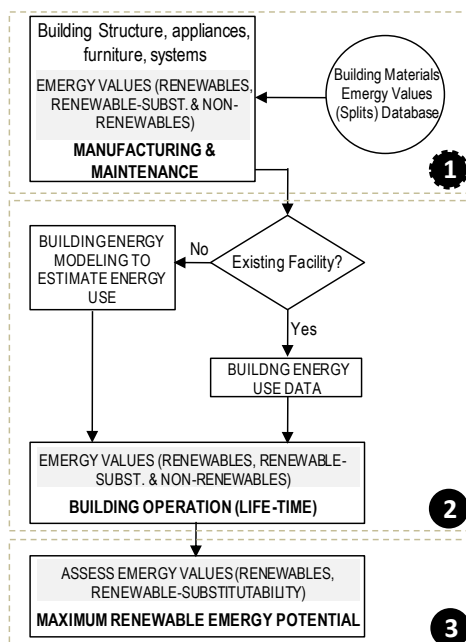 Building Structure, appliances,
furniture, systems
EMERGY VALUES (RENEWABLES,
RENEWABLE-SUBST. & NON-
RENEWABLES)
MANUFACTURING &
MAINTENANCE
Building Materials
Emergy Values
(Splits) Database
1
BUILDING ENERGY
MODELING TO
ESTIMATE ENERGY
USE
No
Existing Facility?
Yes
BUILDNG ENERGY
USE DATA
EMERGY VALUES (RENEWABLES, RENEWABLE-
SUBST. & NON-RENEWABLES)
BUILDING OPERATION (LIFE-TIME)
2
ASSESS EMERGY VALUES (RENEWABLES,
RENEWABLE-SUBSTITUTABILITY)
MAXIMUM RENEWABLE EMERGY POTENTIAL
3